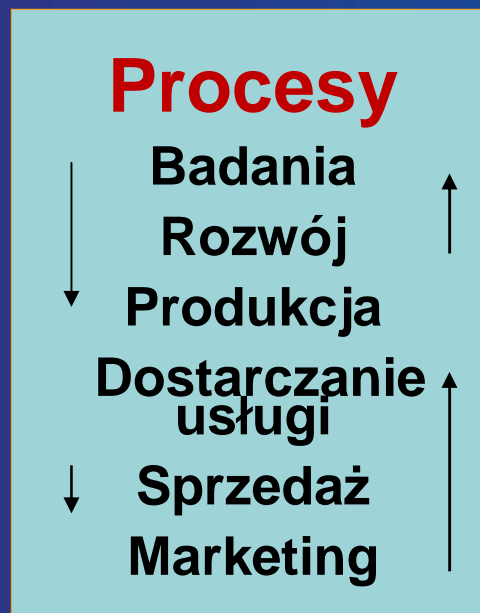 Procesy
Badania
Rozwój
Produkcja
Dostarczanie
usługi
Sprzedaż
Marketing